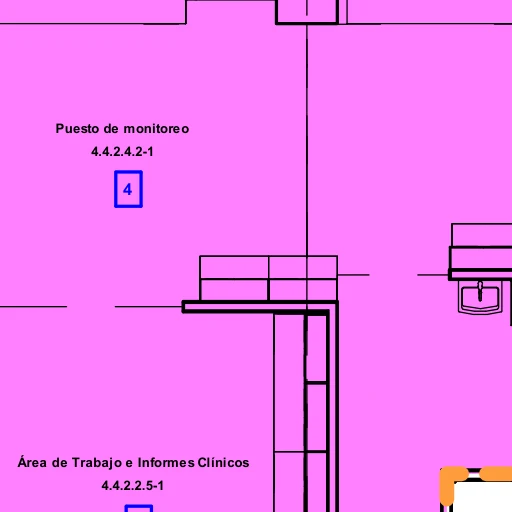 Puesto de monitoreo
4.4.2.4.2-1
4
Área de Trabajo e Informes Clínicos
4.4.2.2.5-1